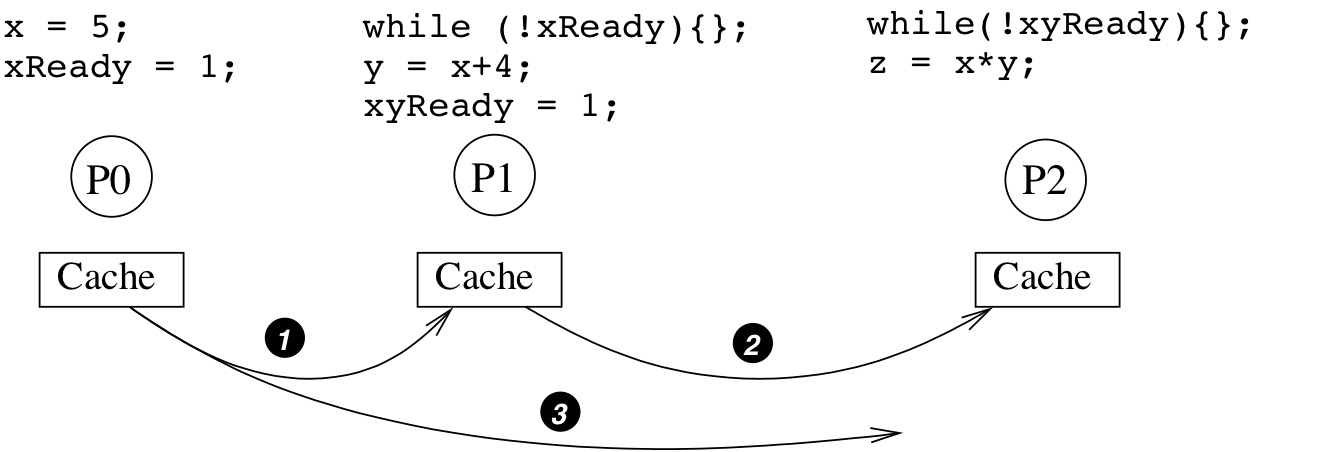 x = 5;
xReady = 1;
while (!xReady){};
y = x+4;
xyReady = 1;
while(!xyReady){};
z = x*y;
P0
P1
P2
Cache
Cache
Cache
1
2
3